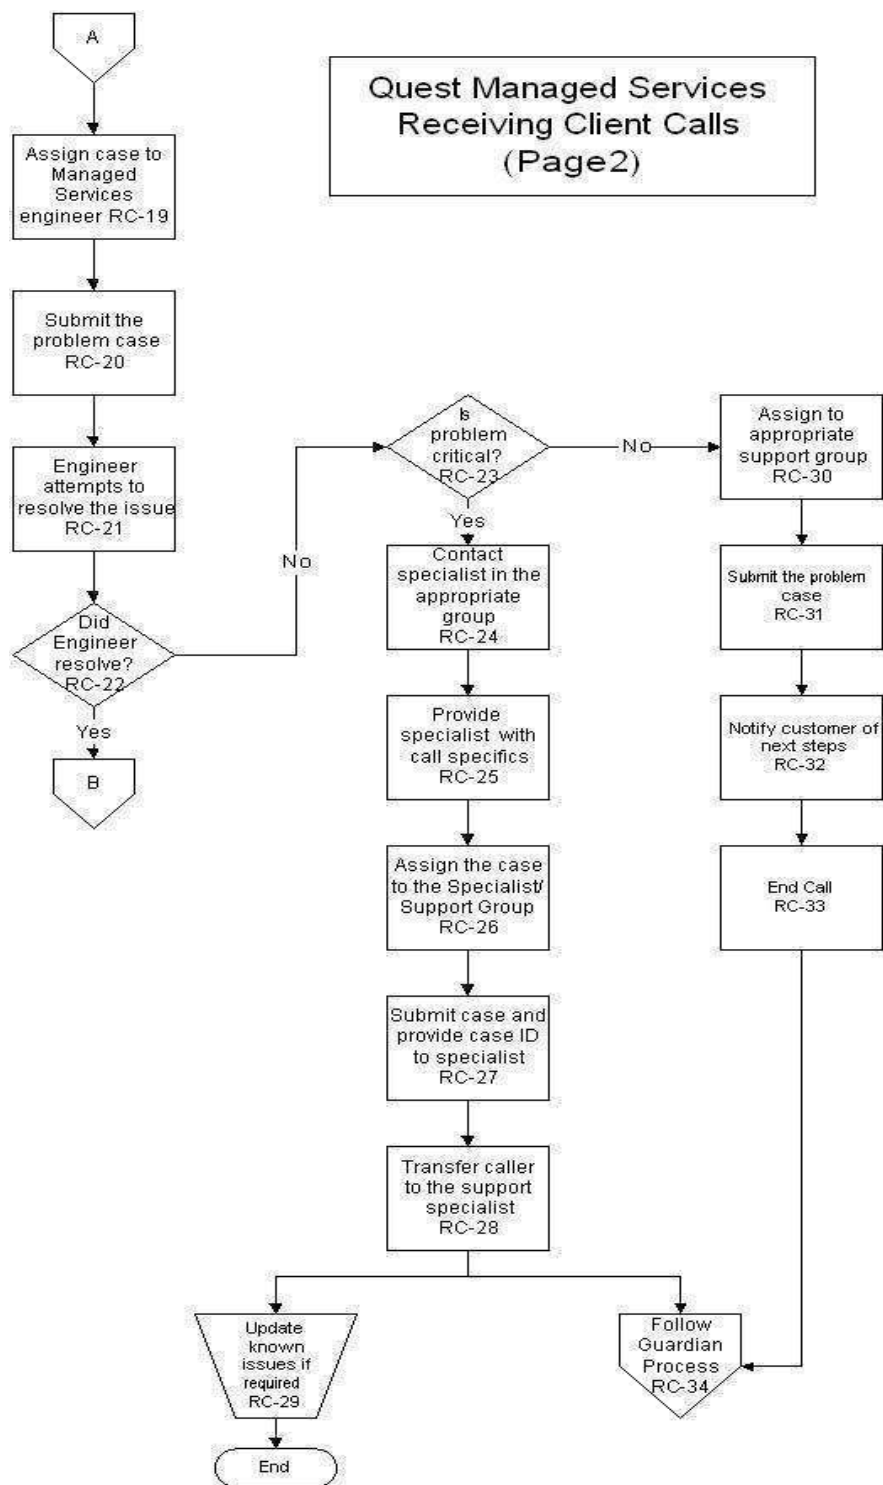 A
Quest Managed Services
Receiving Client Calls
(Page2)
Assign case to
Managed
Services
engineer RC-19
Submit the
problem case
RC-20
Engineer
attempts to
resolve the issue
RC-21
Did
Engineer
resolve?
RC-22
Yes
B
No
Is
problem
critical?
RC-23
Yes
No
Contact
specialist in the
appropriate
group
RC-24
Provide
specialist with
call specifics
RC-25
Assign the case
to the Specialist/
Support Group
RC-26
Submit case and
provide case ID
to specialist
RC-27
Transfer caller
to the support
specialist
RC-28
Update
known
issues if
required
RC-29
End
Assign to
appropriate
support group
RC-30
Submit the problem
case
RC-31
Notify customer of
next steps
RC-32
End Call
RC-33
Follow
Guardian
Process
RC-34